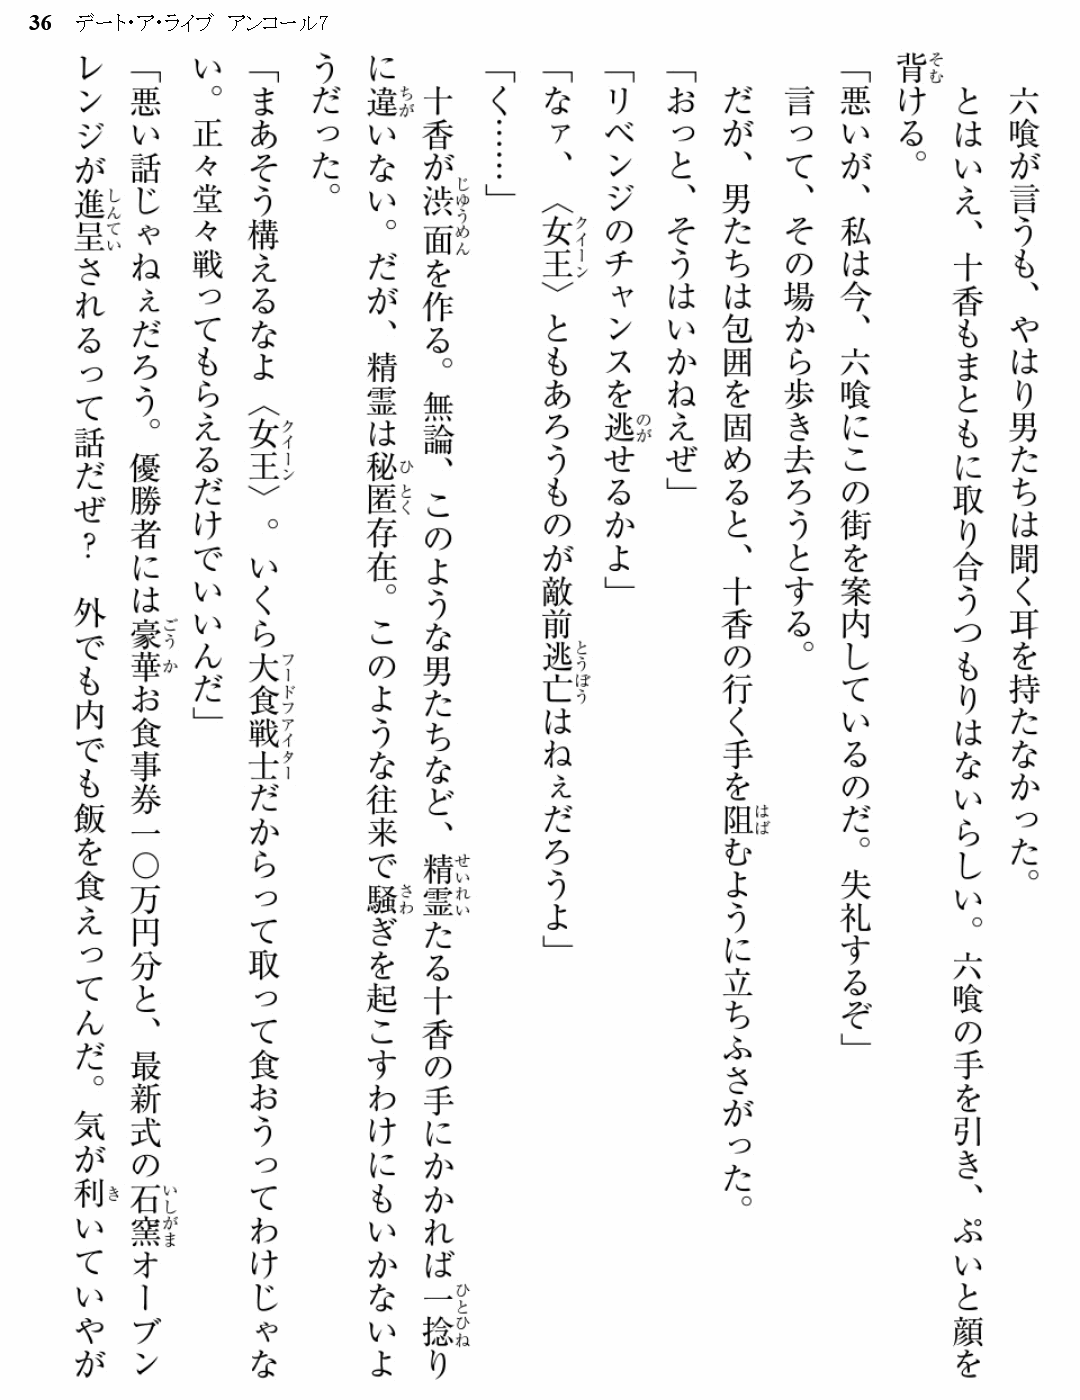 36 デート・ア・ライブ アンコール7
六喰が言うも、やはり男たちは聞く耳を持たなかった。
とはいえ、十香もまともに取り合うつもりはないらしい。六喰の手を引き、ぷいと顔を
背ける。
「悪いが、私は今、六喰にこの街を案内しているのだ。失礼するぞ」
言って、その場から歩き去ろうとする。
だが、男たちは包囲を固めると、十香の行く手を阻むように立ちふさがった。
「おっと、そうはいかねえぜ」
「リベンジのチャンスを逃せるかよ」
「なァ、〈女王〉ともあろうものが敵前逃亡はねぇだろうよ」
「く……」
十香が渋面を作る。無論、このような男たちなど、精霊たる十香の手にかかれば一捻り
に違いない。だが、精霊は秘匿存在。このような往来で騒ぎを起こすわけにもいかないよ
うだった。
「まあそう構えるなよ〈女王〉。いくら大食戦士だからって取って食おうってわけじゃな
い。正々堂々戦ってもらえるだけでいいんだ」
「悪い話じゃねぇだろう。優勝者には豪華お食事券一〇万円分と、最新式の石窯オーブン
レンジが進呈されるって話だぜ? 外でも内でも飯を食えってんだ。気が利いていやが